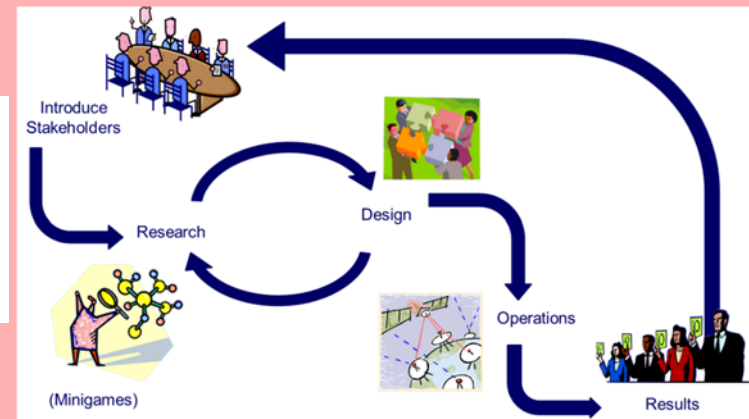 Introduce
Stakeholders
Research
Design
(Minigames)
Operations
Results